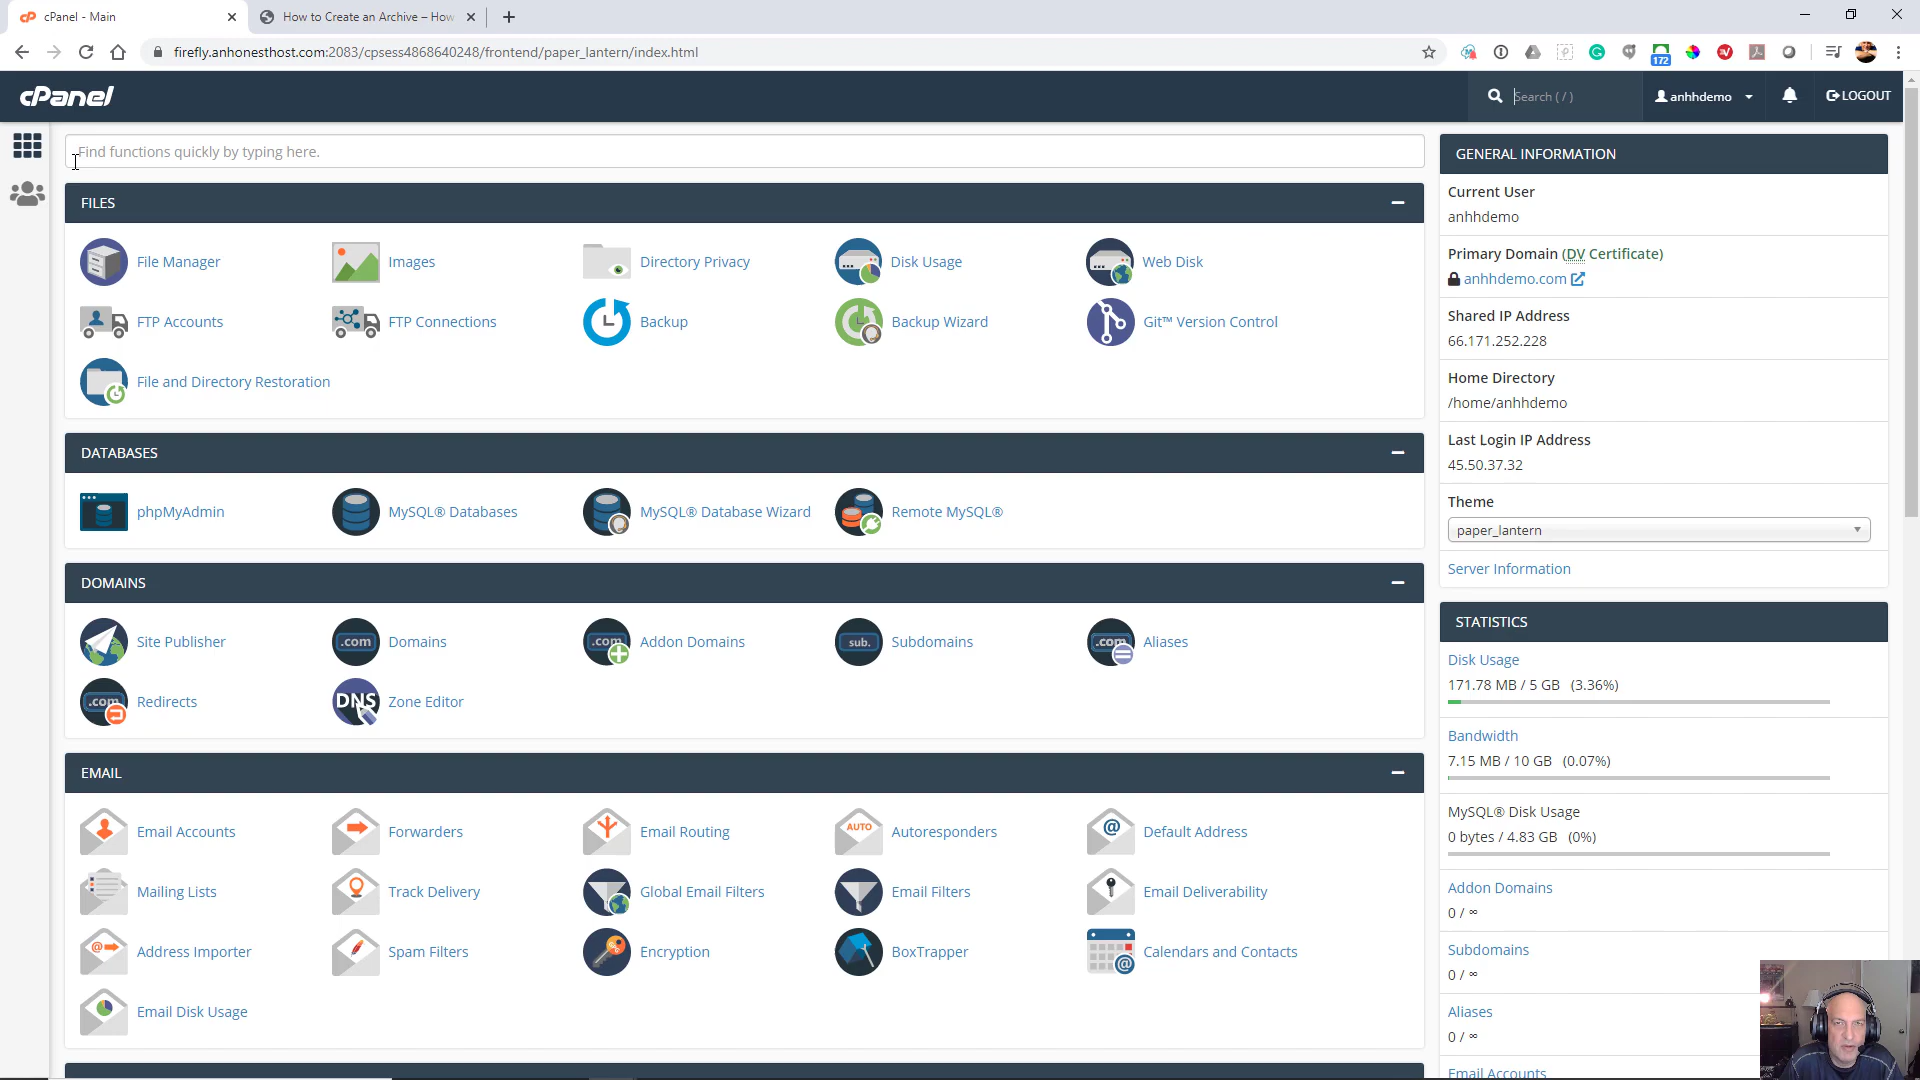 cPanel - Main
How to Create an Archive – How
firefly.anhonesthost.com:2083/cpsess4868640248/frontend/paper_lantern/index.html
172
cPanel
Search ( / )
anhhdemo
LOGOUT
Find functions quickly by typing here.
FILES
File Manager
Images
Directory Privacy
Disk Usage
Web Disk
FTP Accounts
FTP Connections
Backup
Backup Wizard
Git™ Version Control
File and Directory Restoration
DATABASES
phpMyAdmin
MySQL® Databases
MySQL® Database Wizard
Remote MySQL®
DOMAINS
Site Publisher
.com
Domains
.com
Addon Domains
sub.
Subdomains
.com
Aliases
.com
Redirects
DNS
Zone Editor
EMAIL
Email Accounts
Forwarders
Email Routing
AUTO
Autoresponders
@
Default Address
Mailing Lists
Track Delivery
Global Email Filters
Email Filters
Email Deliverability
@
Address Importer
Spam Filters
Encryption
BoxTrapper
@
Calendars and Contacts
Email Disk Usage
GENERAL INFORMATION
Current User
anhhdemo
Primary Domain (DV Certificate)
anhhdemo.com
Shared IP Address
66.171.252.228
Home Directory
/home/anhhdemo
Last Login IP Address
45.50.37.32
Theme
paper_lantern
Server Information
STATISTICS
Disk Usage
171.78 MB / 5 GB (3.36%)
Bandwidth
7.15 MB / 10 GB (0.07%)
MySQL® Disk Usage
0 bytes / 4.83 GB (0%)
Addon Domains
0 / ∞
Subdomains
0 / ∞
Aliases
0 / ∞
Email Accounts